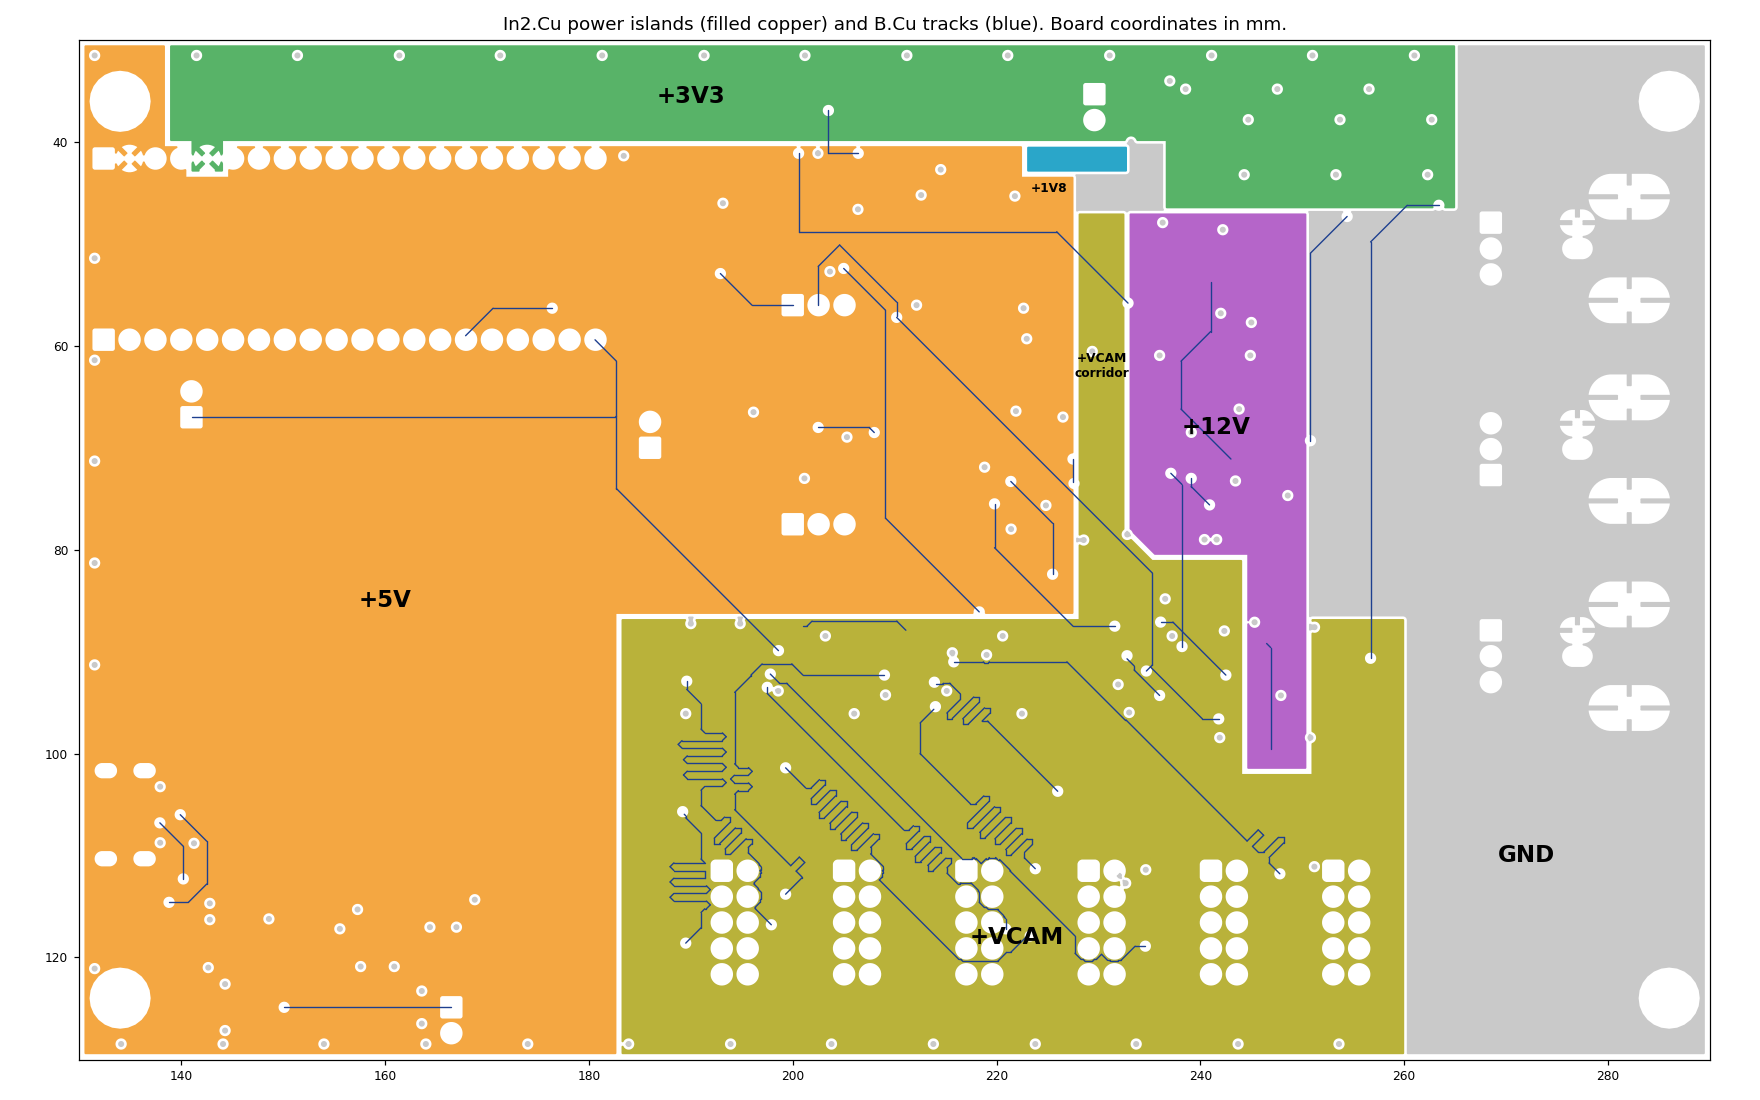 In2.Cu power islands (filled copper) and B.Cu tracks (blue). Board coordinates in mm.
+3V3
40
+1V8
60
+VCAM
corridor
+12V
80
+5V
100
GND
+VCAM
120
140
160
180
200
220
240
260
280